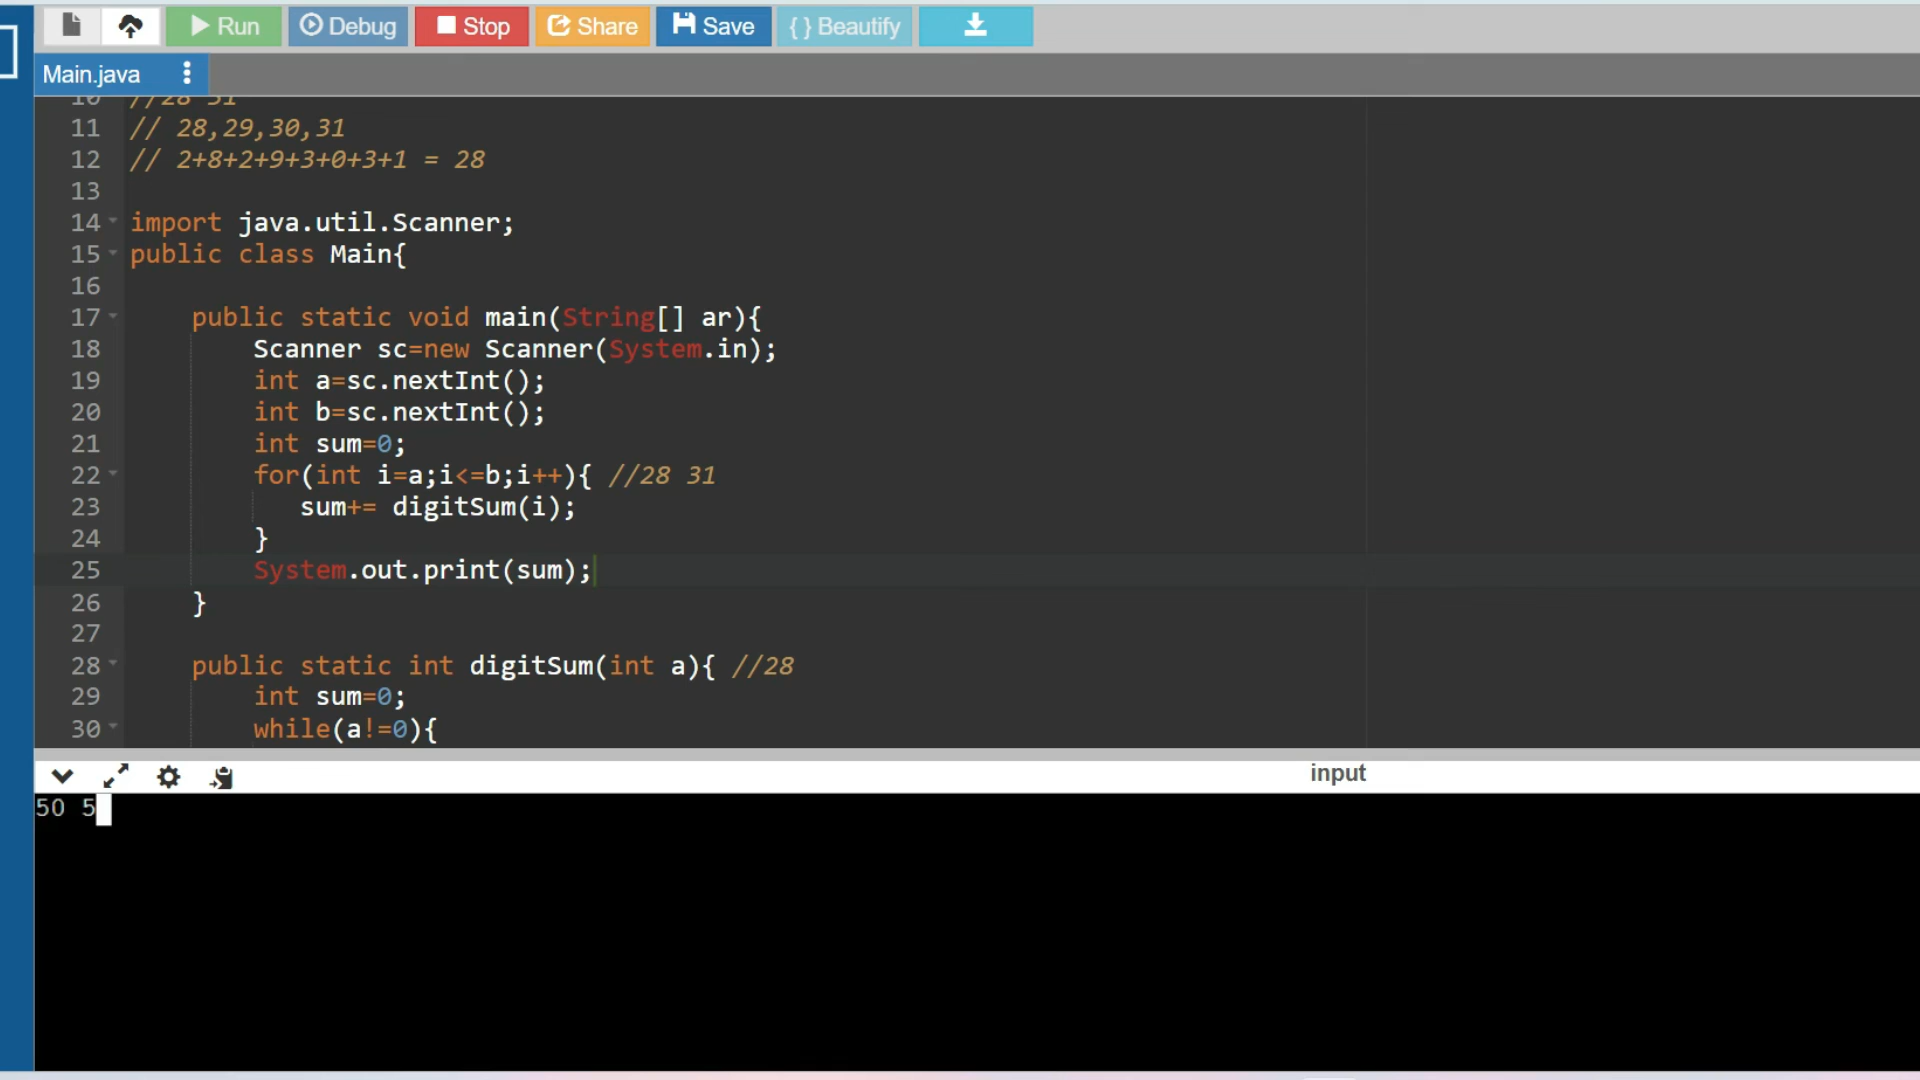 Run Debug Stop Share Save { } Beautify
Main.java
10 //28 31
11 // 28,29,30,31
12 // 2+8+2+9+3+0+3+1 = 28
13
14 import java.util.Scanner;
15 public class Main{
16
17 public static void main(String[] ar){
18 Scanner sc=new Scanner(System.in);
19 int a=sc.nextInt();
20 int b=sc.nextInt();
21 int sum=0;
22 for(int i=a;i<=b;i++){ //28 31
23 sum+= digitSum(i);
24 }
25 System.out.print(sum);
26 }
27
28 public static int digitSum(int a){ //28
29 int sum=0;
30 while(a!=0){
input
50 5